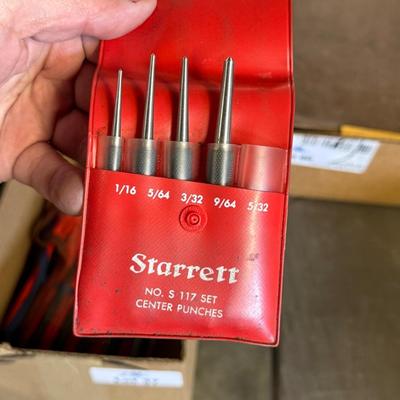 1/16 5/64 3/32 9/64 5/32
Starrett
NO. S 117 SET
CENTER PUNCHES